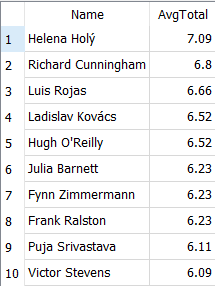 Name AvgTotal
1 Helena Holý 7.09
2 Richard Cunningham 6.8
3 Luis Rojas 6.66
4 Ladislav Kovács 6.52
5 Hugh O'Reilly 6.52
6 Julia Barnett 6.23
7 Fynn Zimmermann 6.23
8 Frank Ralston 6.23
9 Puja Srivastava 6.11
10 Victor Stevens 6.09